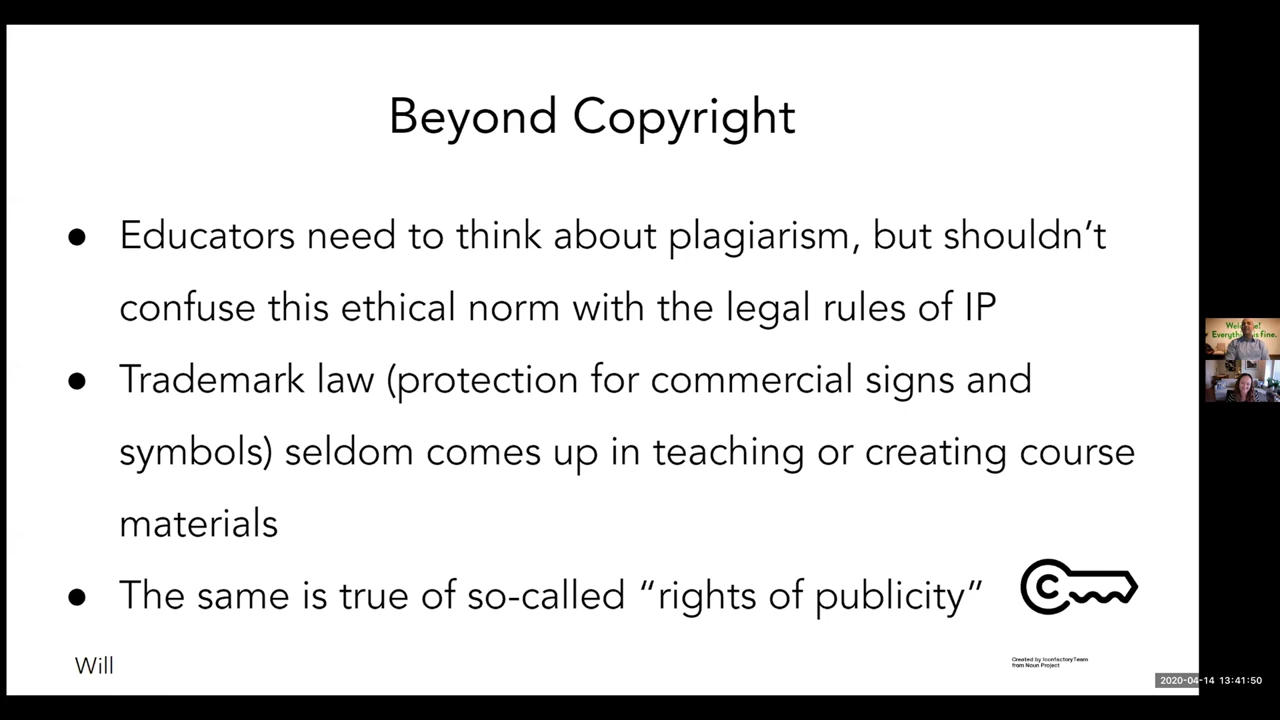 Beyond Copyright
● Educators need to think about plagiarism, but shouldn’t
confuse this ethical norm with the legal rules of IP
● Trademark law (protection for commercial signs and
symbols) seldom comes up in teaching or creating course
materials
● The same is true of so-called “rights of publicity”
C
Will
Created by IconfactoryTeam
from Noun Project
is fine.
2020-04-14 13:41:50